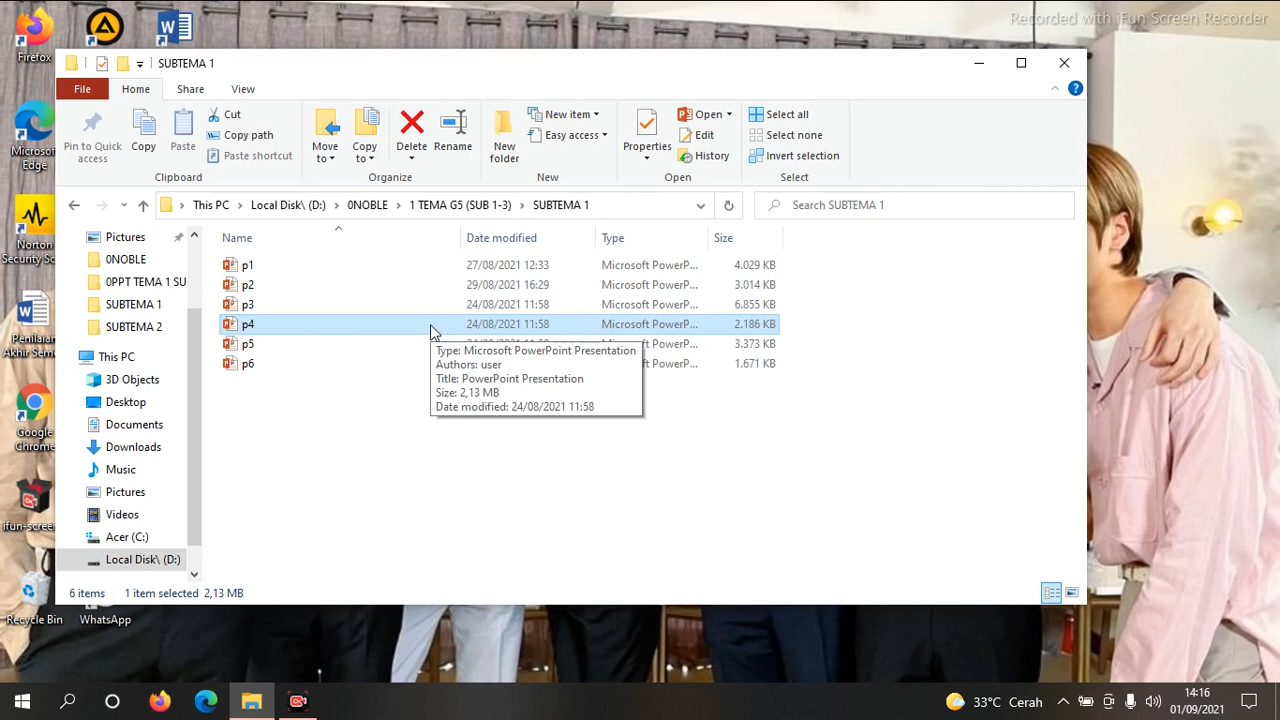 Recorded with iFun Screen Recorder
Firefox
Microsoft Edge
Norton
Security Sc
Penilaian
Akhir Seme
Google
Chrome
ifun-scree
Recycle Bin
WhatsApp
SUBTEMA 1
File Home Share View
Pin to Quick access
Copy
Paste
Cut
Copy path
Paste shortcut
Clipboard
Move to
Copy to
Delete
Rename
Organize
New folder
New item
Easy access
New
Properties
Open
Edit
History
Open
Select all
Select none
Invert selection
Select
This PC Local Disk\ (D:) 0NOBLE 1 TEMA G5 (SUB 1-3) SUBTEMA 1
Search SUBTEMA 1
Pictures
0NOBLE
0PPT TEMA 1 SU
SUBTEMA 1
SUBTEMA 2
This PC
3D Objects
Desktop
Documents
Downloads
Music
Pictures
Videos
Acer (C:)
Local Disk\ (D:)
Name Date modified Type Size
p1 27/08/2021 12:33 Microsoft PowerP... 4.029 KB
p2 29/08/2021 16:29 Microsoft PowerP... 3.014 KB
p3 24/08/2021 11:58 Microsoft PowerP... 6.855 KB
p4 24/08/2021 11:58 Microsoft PowerP... 2.186 KB
p5 osoft PowerP... 3.373 KB
p6 osoft PowerP... 1.671 KB
Type: Microsoft PowerPoint Presentation
Authors: user
Title: PowerPoint Presentation
Size: 2,13 MB
Date modified: 24/08/2021 11:58
6 items 1 item selected 2,13 MB
33°C Cerah
14:16
01/09/2021